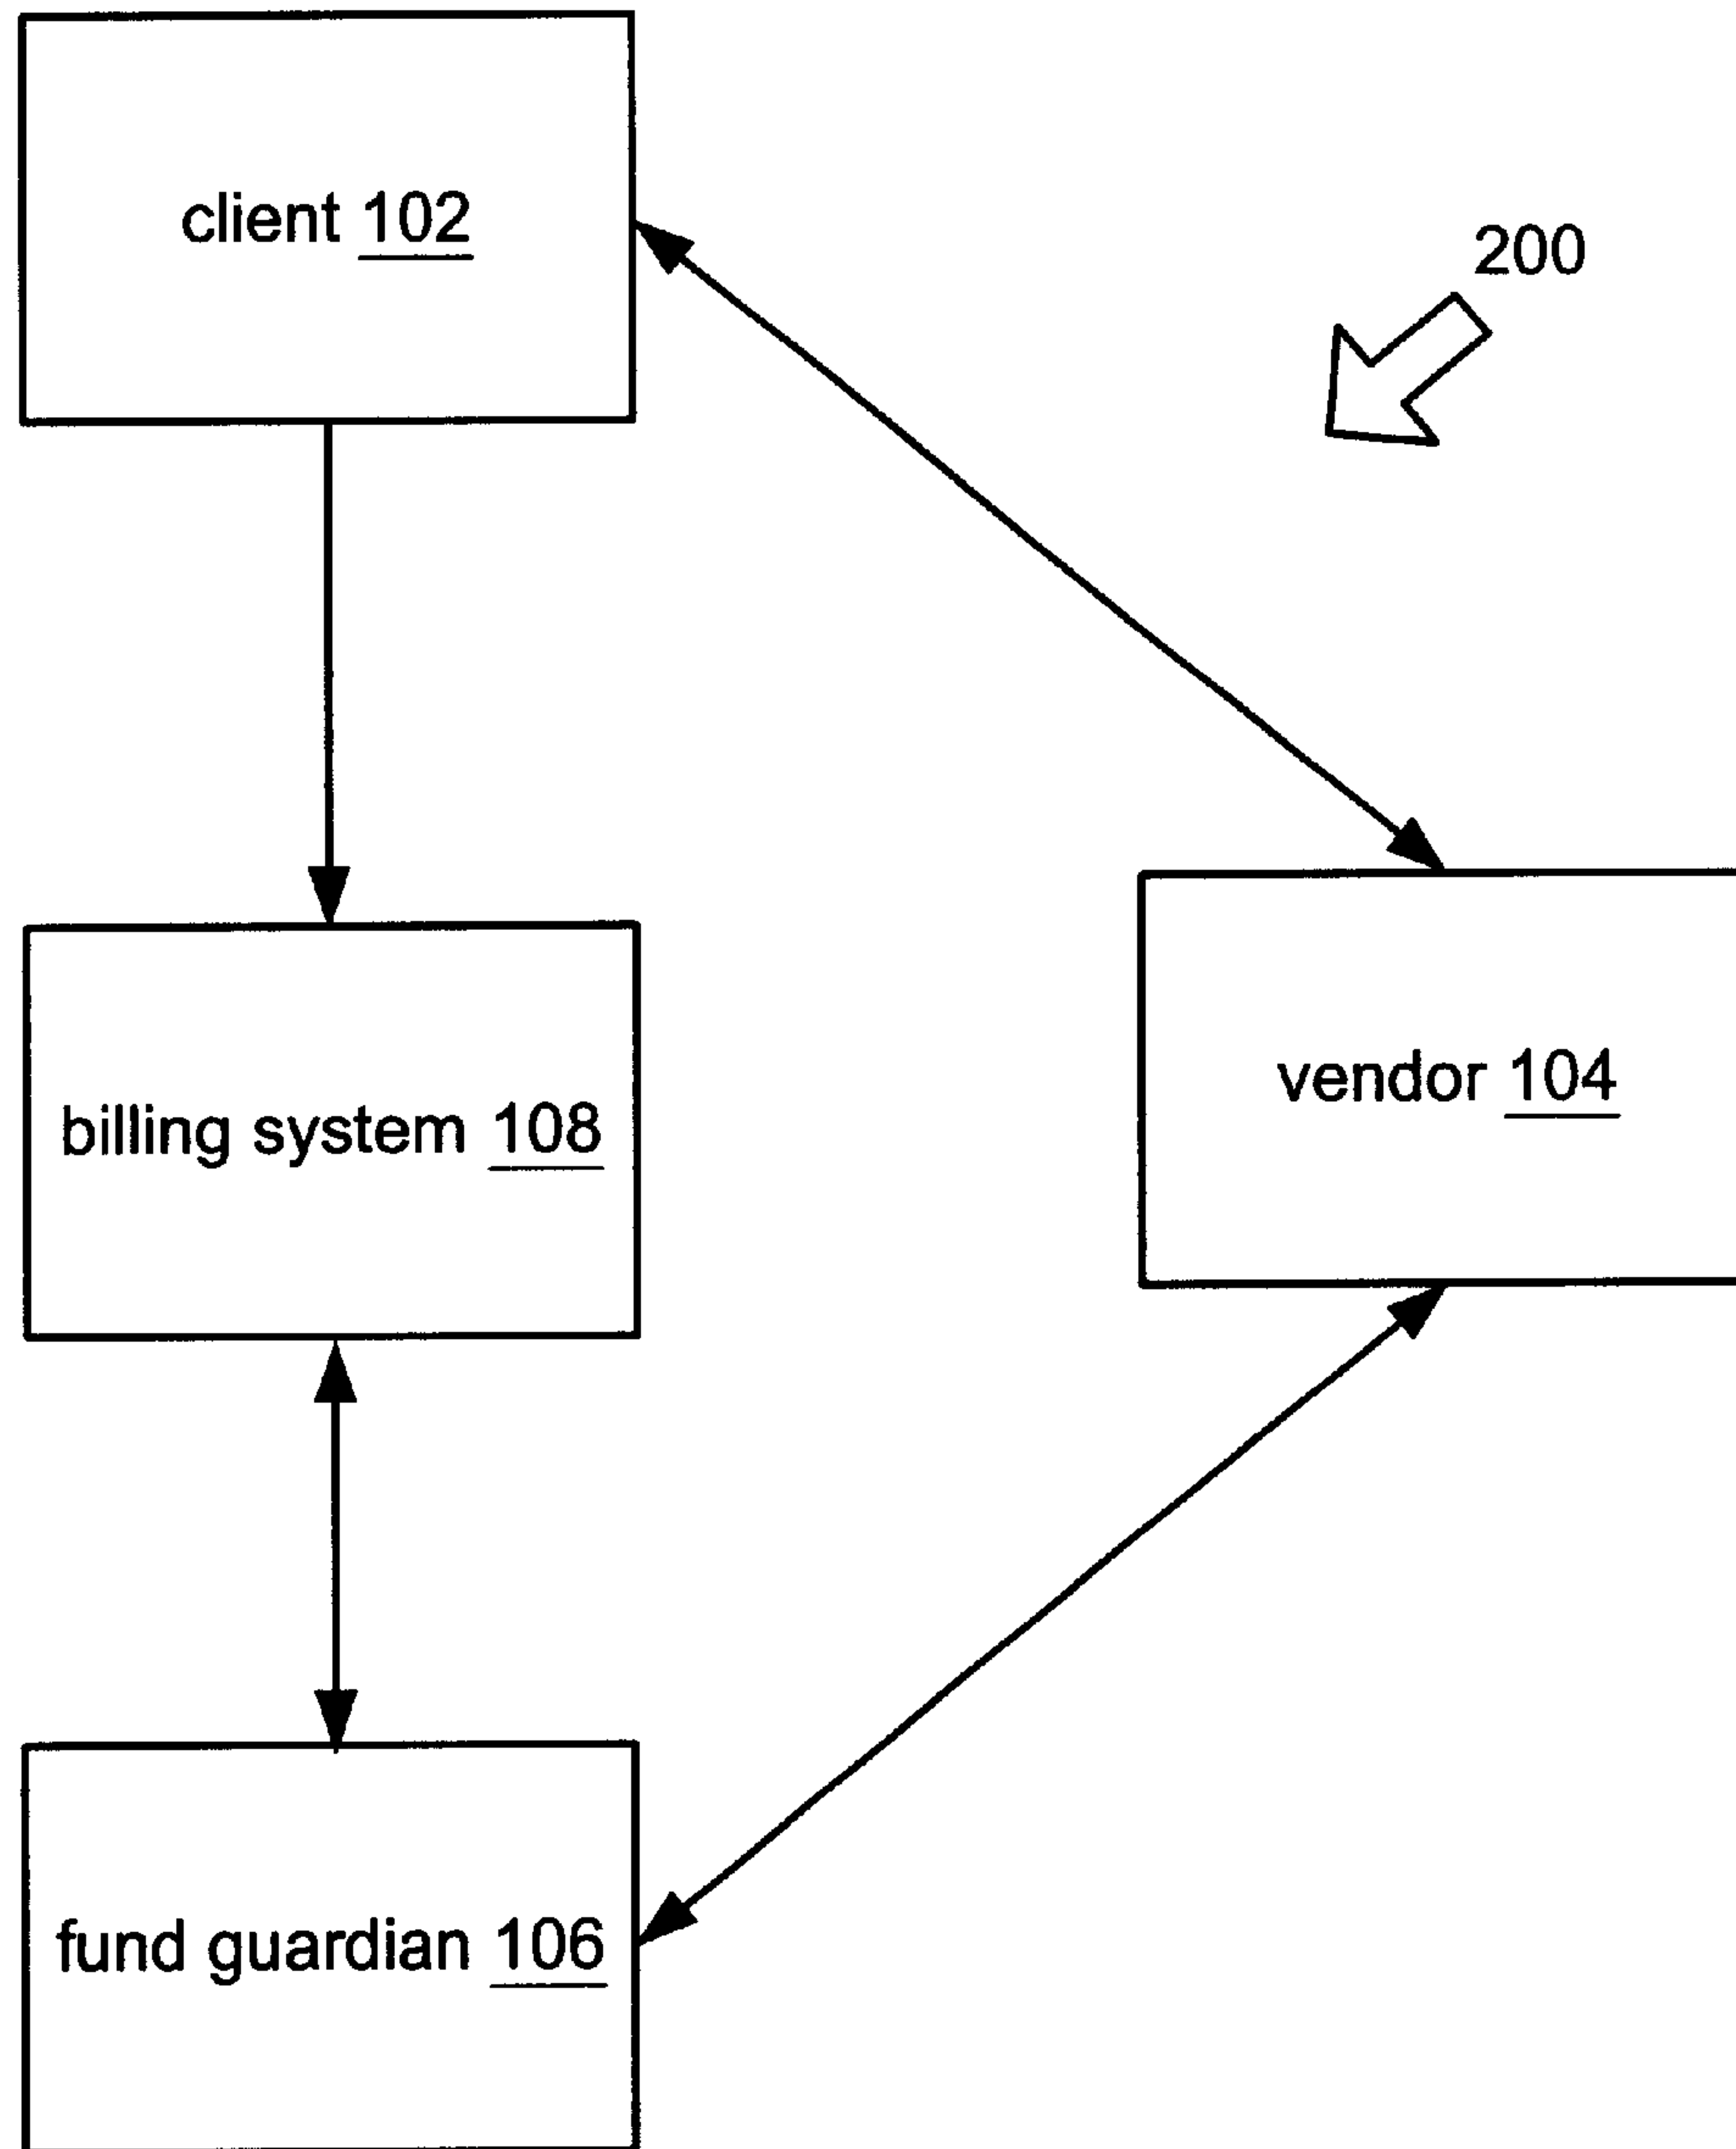 client 102
200
vendor 104
billing system 108
fund guardian 106